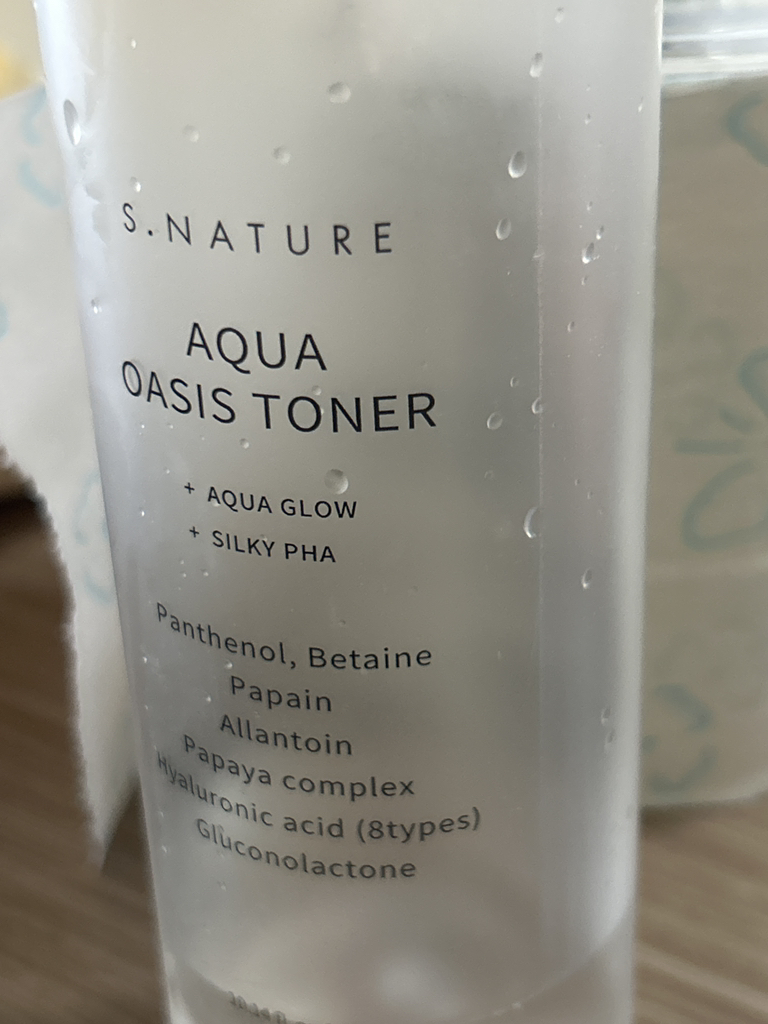 S.NATURE
AQUA
OASIS TONER
+ AQUA GLOW
+ SILKY PHA
Panthenol, Betaine
Papain
Allantoin
Papaya complex
Hyaluronic acid (8types)
Gluconolactone